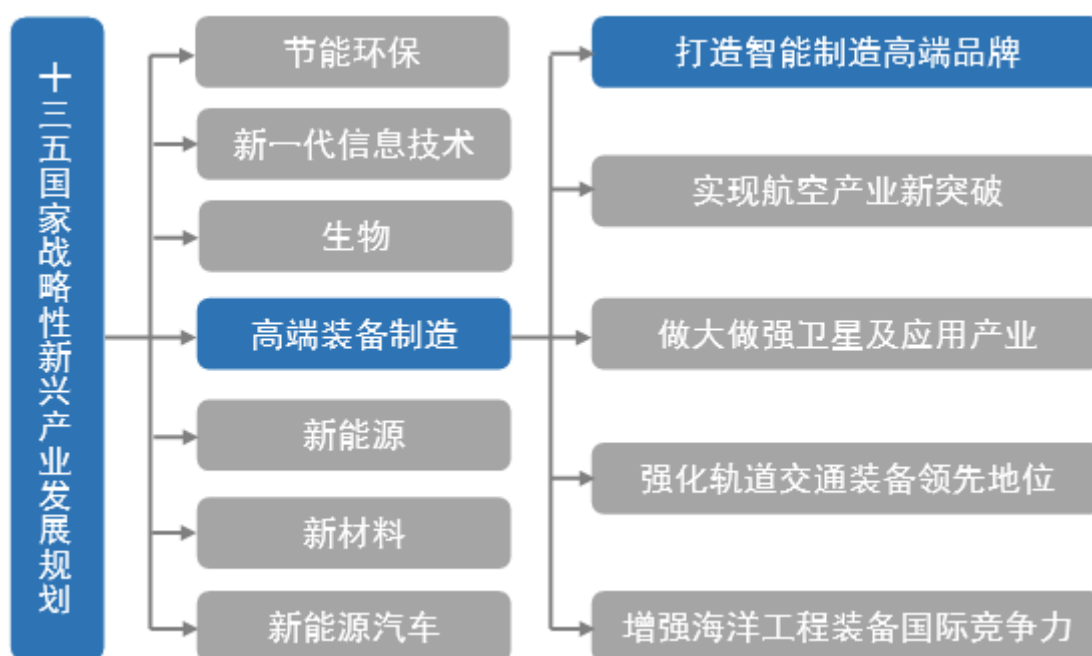 十三五国家战略性新兴产业发展规划
节能环保
新一代信息技术
生物
高端装备制造
新能源
新材料
新能源汽车
打造智能制造高端品牌
实现航空产业新突破
做大做强卫星及应用产业
强化轨道交通装备领先地位
增强海洋工程装备国际竞争力